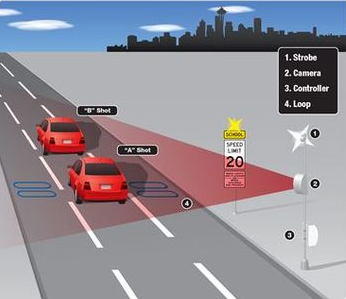 1. Strobe
2. Camera
3. Controller
4. Loop
"B" Shot
"A" Shot
SCHOOL
SPEED
LIMIT
20
1
2
3
4